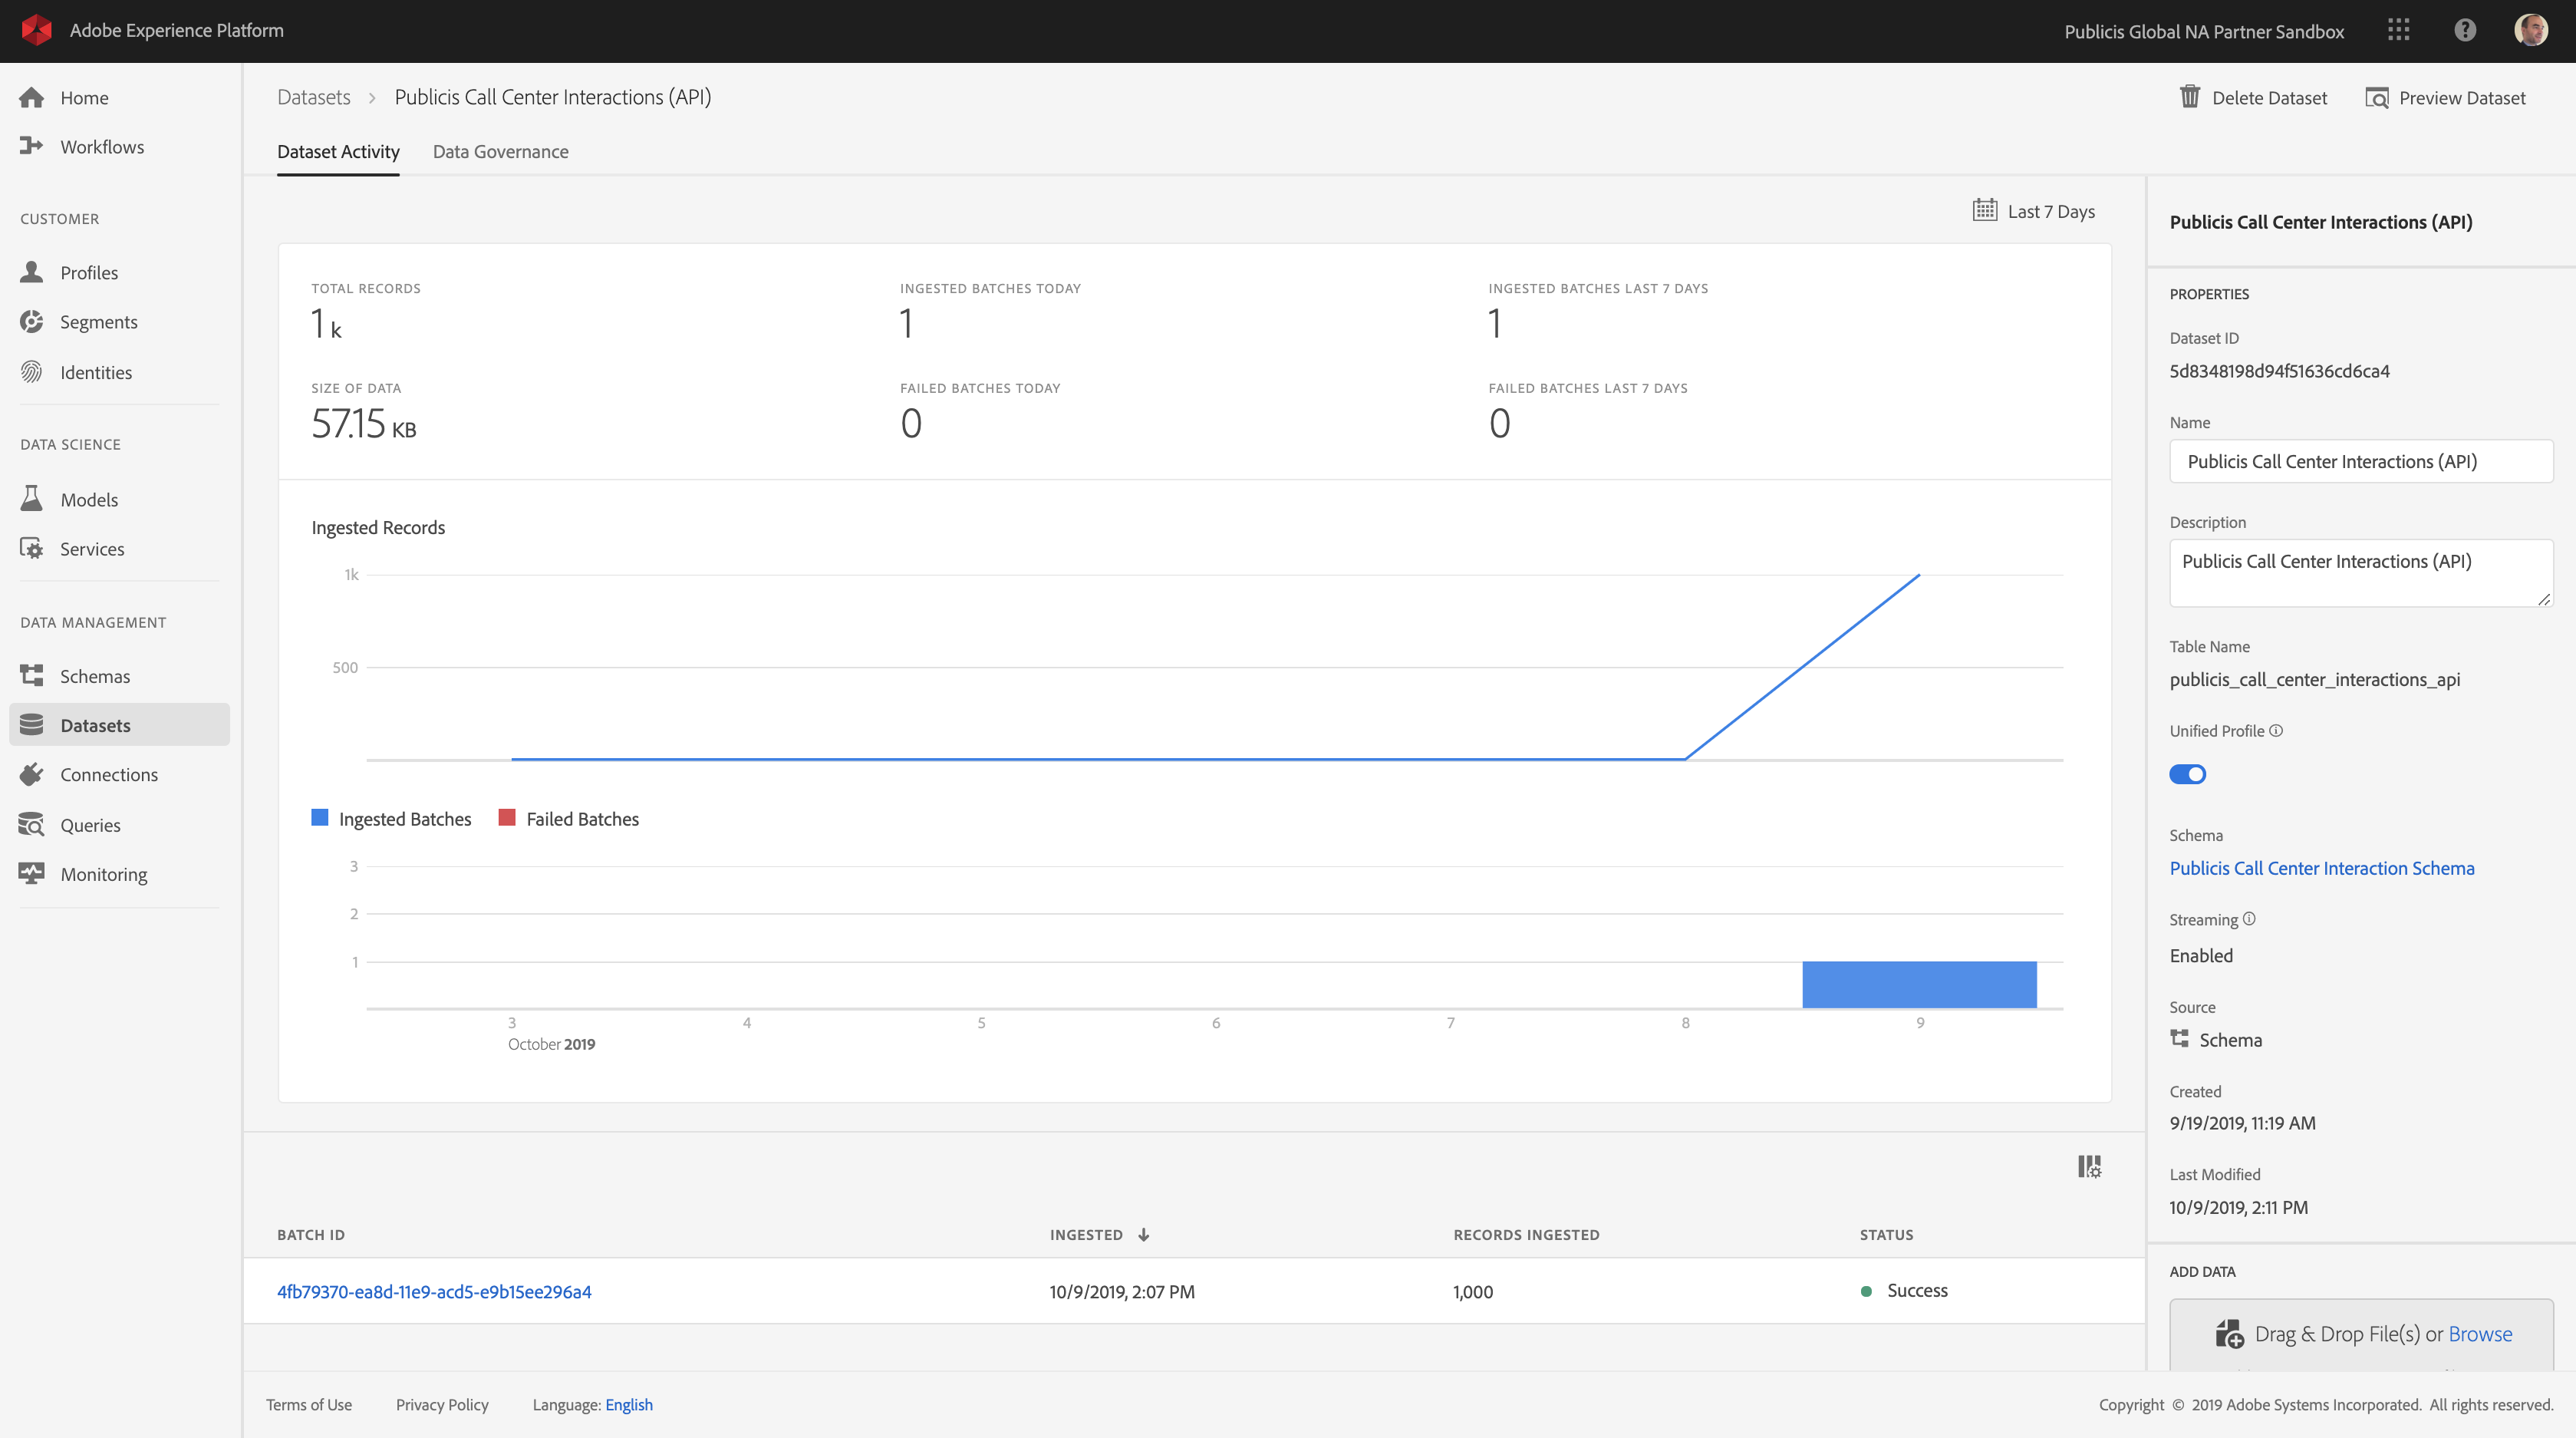 Adobe Experience Platform
Publicis Global NA Partner Sandbox
Home
Workflows
CUSTOMER
Profiles
Segments
Identities
DATA SCIENCE
Models
Services
DATA MANAGEMENT
Schemas
Datasets
Connections
Queries
Monitoring
Datasets > Publicis Call Center Interactions (API)
Delete Dataset
Preview Dataset
Dataset Activity
Data Governance
Last 7 Days
TOTAL RECORDS
1 k
INGESTED BATCHES TODAY
1
INGESTED BATCHES LAST 7 DAYS
1
SIZE OF DATA
57.15 KB
FAILED BATCHES TODAY
0
FAILED BATCHES LAST 7 DAYS
0
Ingested Records
1k
500
Ingested Batches
Failed Batches
3
2
1
3 4 5 6 7 8 9
October 2019
BATCH ID INGESTED RECORDS INGESTED STATUS
4fb79370-ea8d-11e9-acd5-e9b15ee296a4 10/9/2019, 2:07 PM 1,000 Success
Publicis Call Center Interactions (API)
PROPERTIES
Dataset ID
5d8348198d94f51636cd6ca4
Name
Publicis Call Center Interactions (API)
Description
Publicis Call Center Interactions (API)
Table Name
publicis_call_center_interactions_api
Unified Profile
Schema
Publicis Call Center Interaction Schema
Streaming
Enabled
Source
Schema
Created
9/19/2019, 11:19 AM
Last Modified
10/9/2019, 2:11 PM
ADD DATA
Drag & Drop File(s) or Browse
Terms of Use
Privacy Policy
Language: English
Copyright © 2019 Adobe Systems Incorporated. All rights reserved.